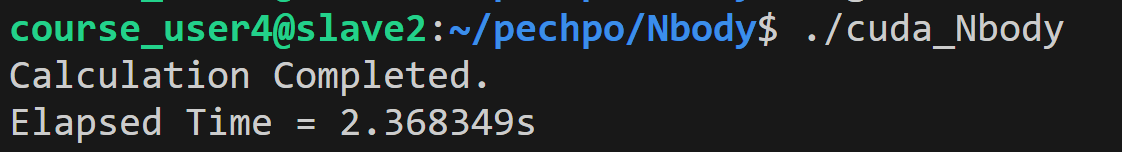 course_user4@slave2:~/pechpo/Nbody$ ./cuda_Nbody
Calculation Completed.
Elapsed Time = 2.368349s